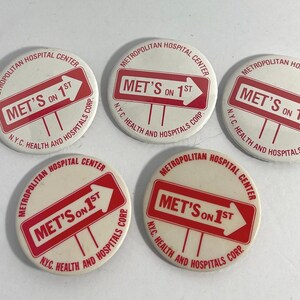 METROPOLITAN HOSPITAL CENTER
MET'S ON 1ST
N.Y.C. HEALTH AND HOSPITALS CORP.
METROPOLITAN HOSPITAL CENTER
MET'S ON 1ST
N.Y.C. HEALTH AND HOSPITALS CORP.
METROPOLITAN HOSPITAL
MET'S ON 1
N.Y.C. HEALTH AND HOSPITALS
METROPOLITAN HOSPITAL CENTER
MET'S ON 1ST
N.Y.C. HEALTH AND HOSPITALS CORP.
METROPOLITAN HOSPITAL CENTER
MET'S ON 1ST
N.Y.C. HEALTH AND HOSPITALS CORP.